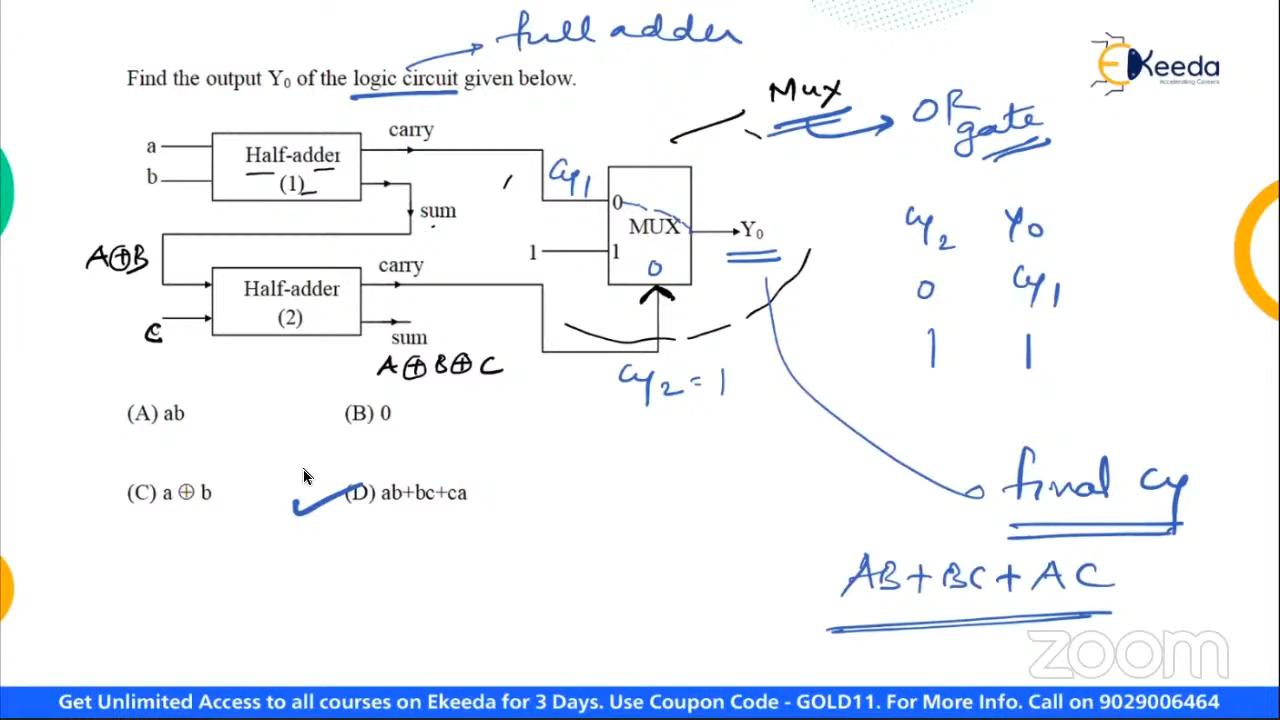 full adder
Find the output Y₀ of the logic circuit given below.
Ekeeda
Accelerating Careers
Mux
OR gate
a
b
Half-adder
(1)
carry
sum
Cy₁
0
1
1
MUX
0
Y₀
A⊕B
C
Half-adder
(2)
carry
sum
A⊕B⊕C
Cy₂ = 1
Cy₂ Y₀
0 Cy₁
1 1
(A) ab (B) 0
(C) a ⊕ b (D) ab+bc+ca
final cy
AB+BC+AC
zoom
Get Unlimited Access to all courses on Ekeeda for 3 Days. Use Coupon Code - GOLD11. For More Info. Call on 9029006464